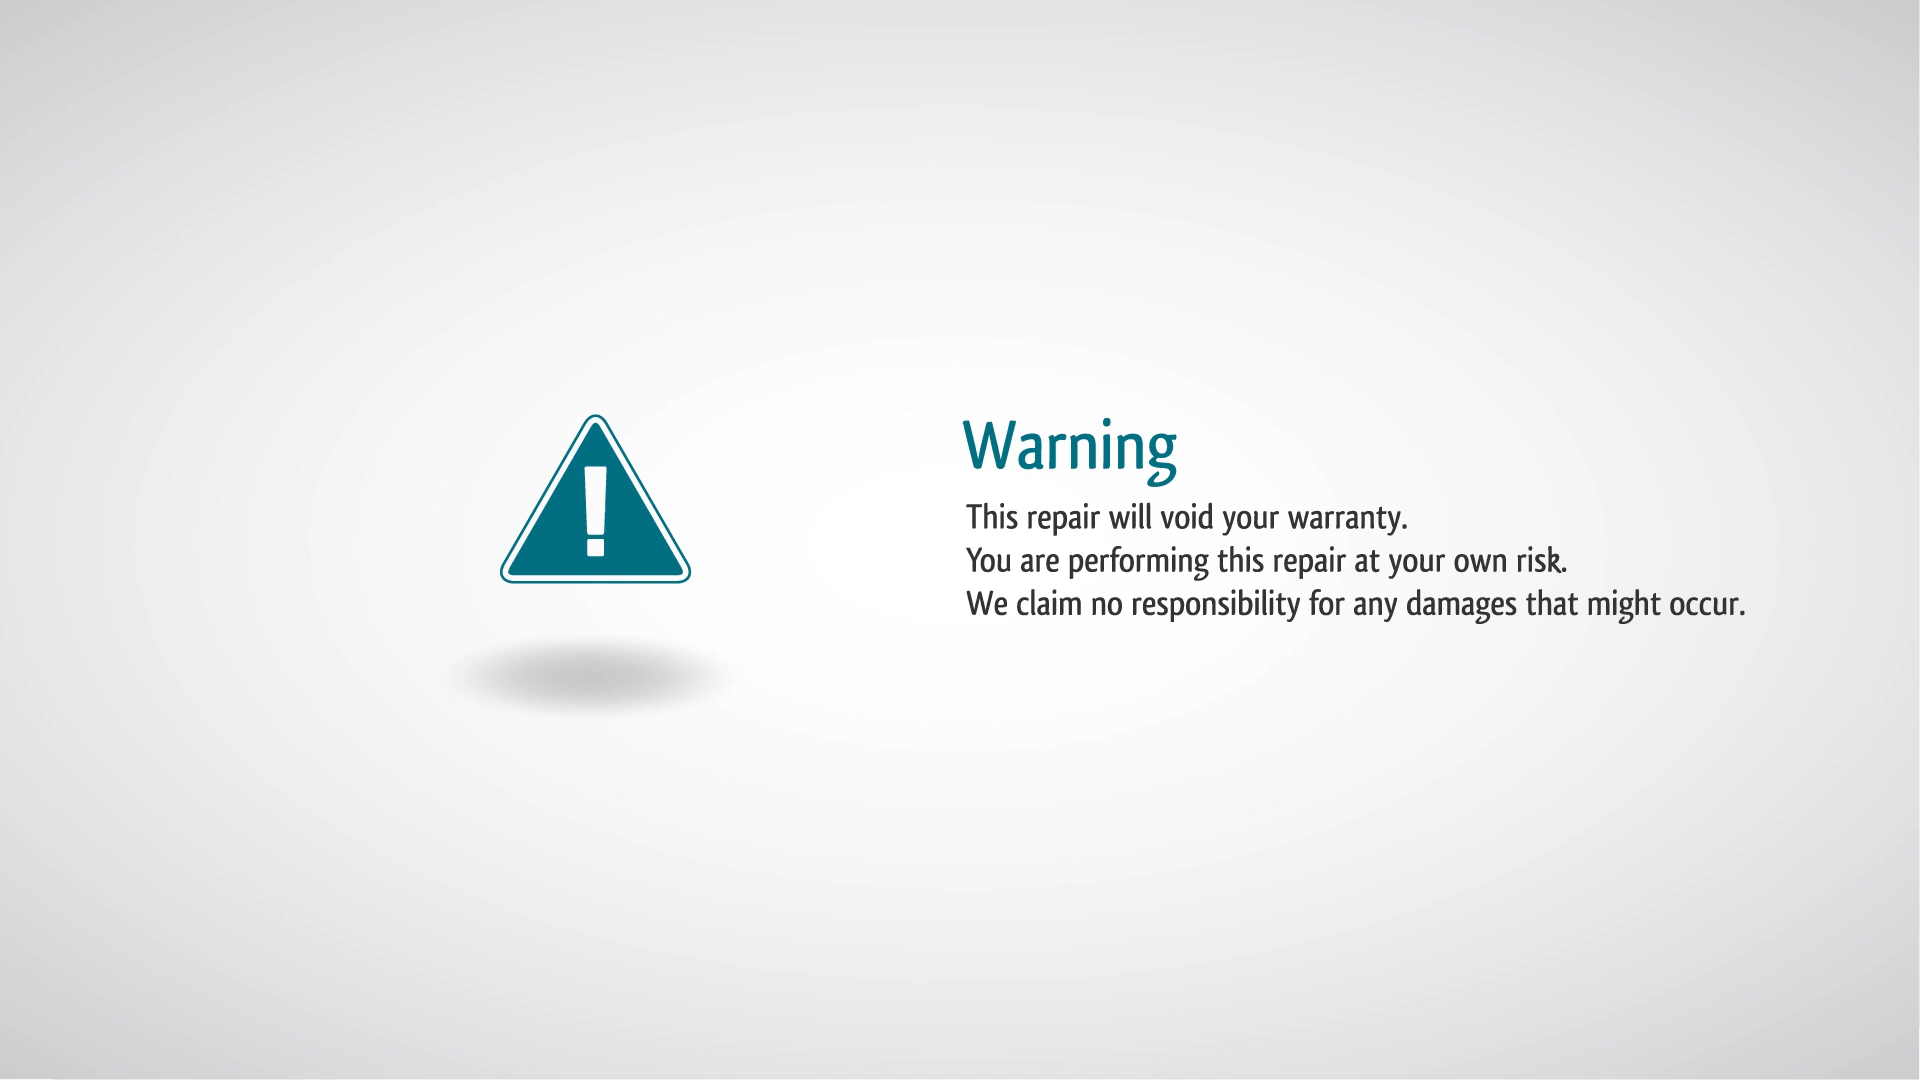 Warning
This repair will void your warranty.
You are performing this repair at your own risk.
We claim no responsibility for any damages that might occur.